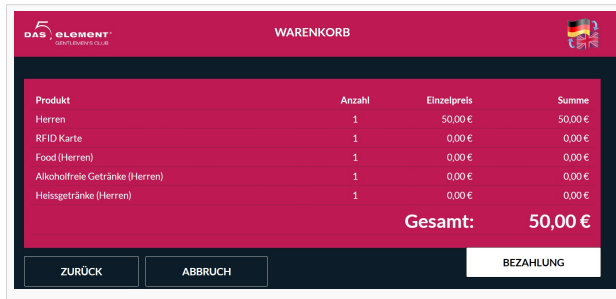 DAS 5 ELEMENT
GENTLEMEN'S CLUB
WARENKORB
Produkt Anzahl Einzelpreis Summe
Herren 1 50,00 € 50,00 €
RFID Karte 1 0,00 € 0,00 €
Food (Herren) 1 0,00 € 0,00 €
Alkoholfreie Getränke (Herren) 1 0,00 € 0,00 €
Heissgetränke (Herren) 1 0,00 € 0,00 €
Gesamt: 50,00 €
ZURÜCK ABBRUCH BEZAHLUNG